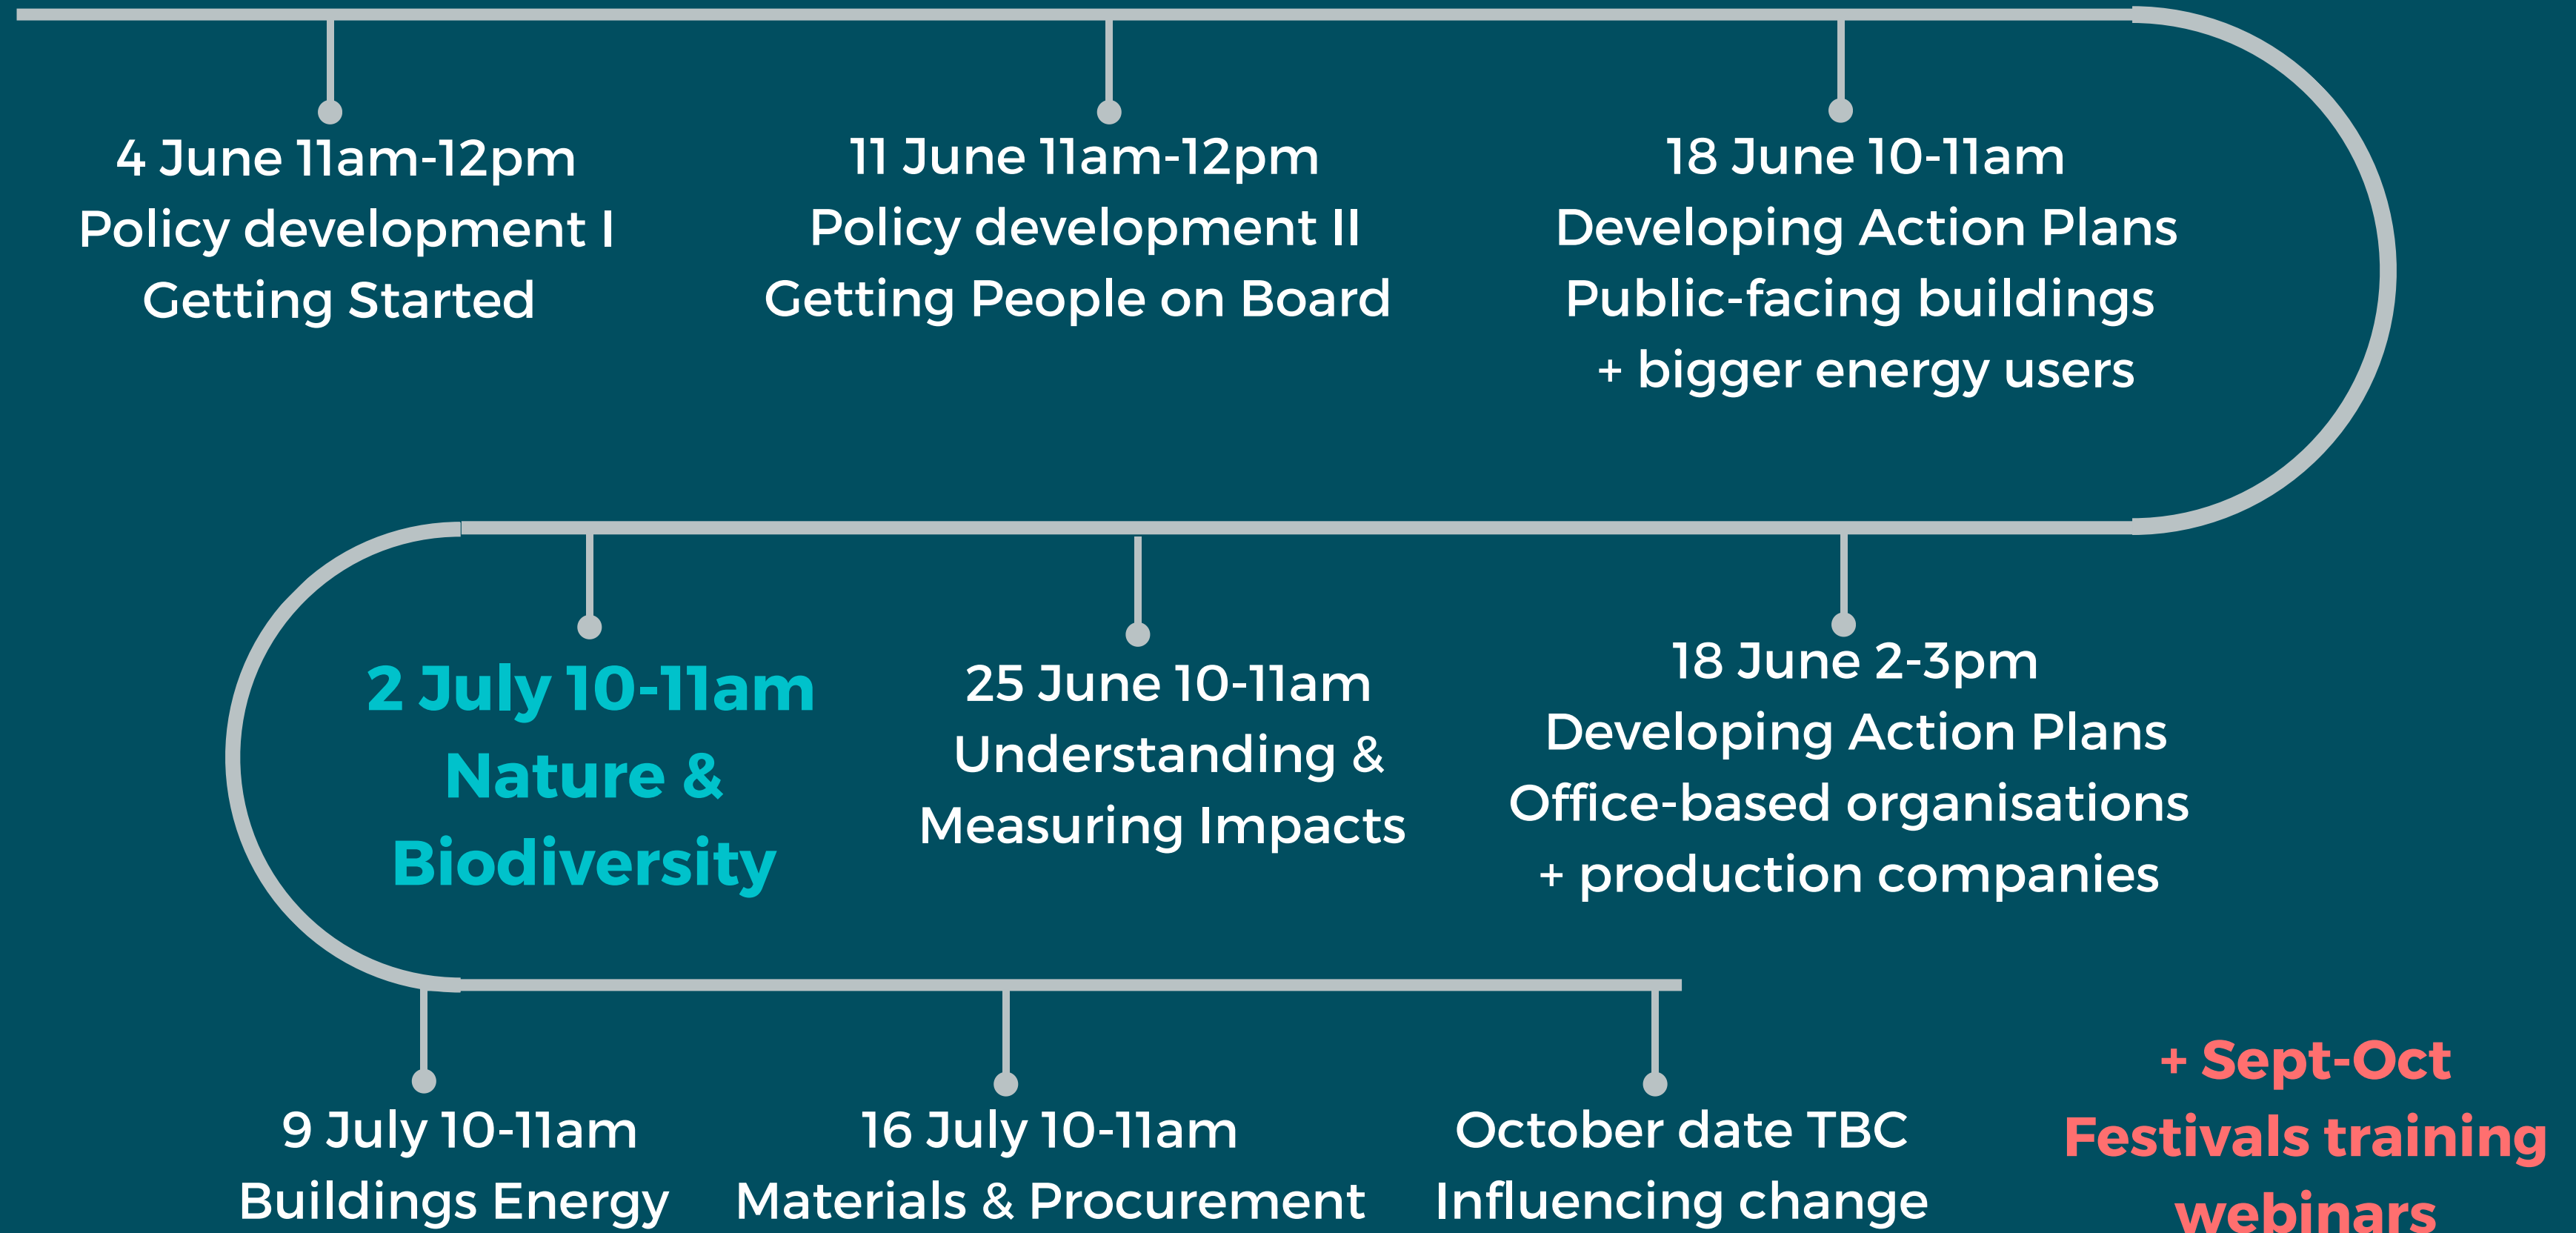 4 June 11am-12pm
Policy development I
Getting Started
11 June 11am-12pm
Policy development II
Getting People on Board
18 June 10-11am
Developing Action Plans
Public-facing buildings
+ bigger energy users
18 June 2-3pm
Developing Action Plans
Office-based organisations
+ production companies
25 June 10-11am
Understanding &
Measuring Impacts
2 July 10-11am
Nature &
Biodiversity
9 July 10-11am
Buildings Energy
16 July 10-11am
Materials & Procurement
October date TBC
Influencing change
+ Sept-Oct
Festivals training
webinars